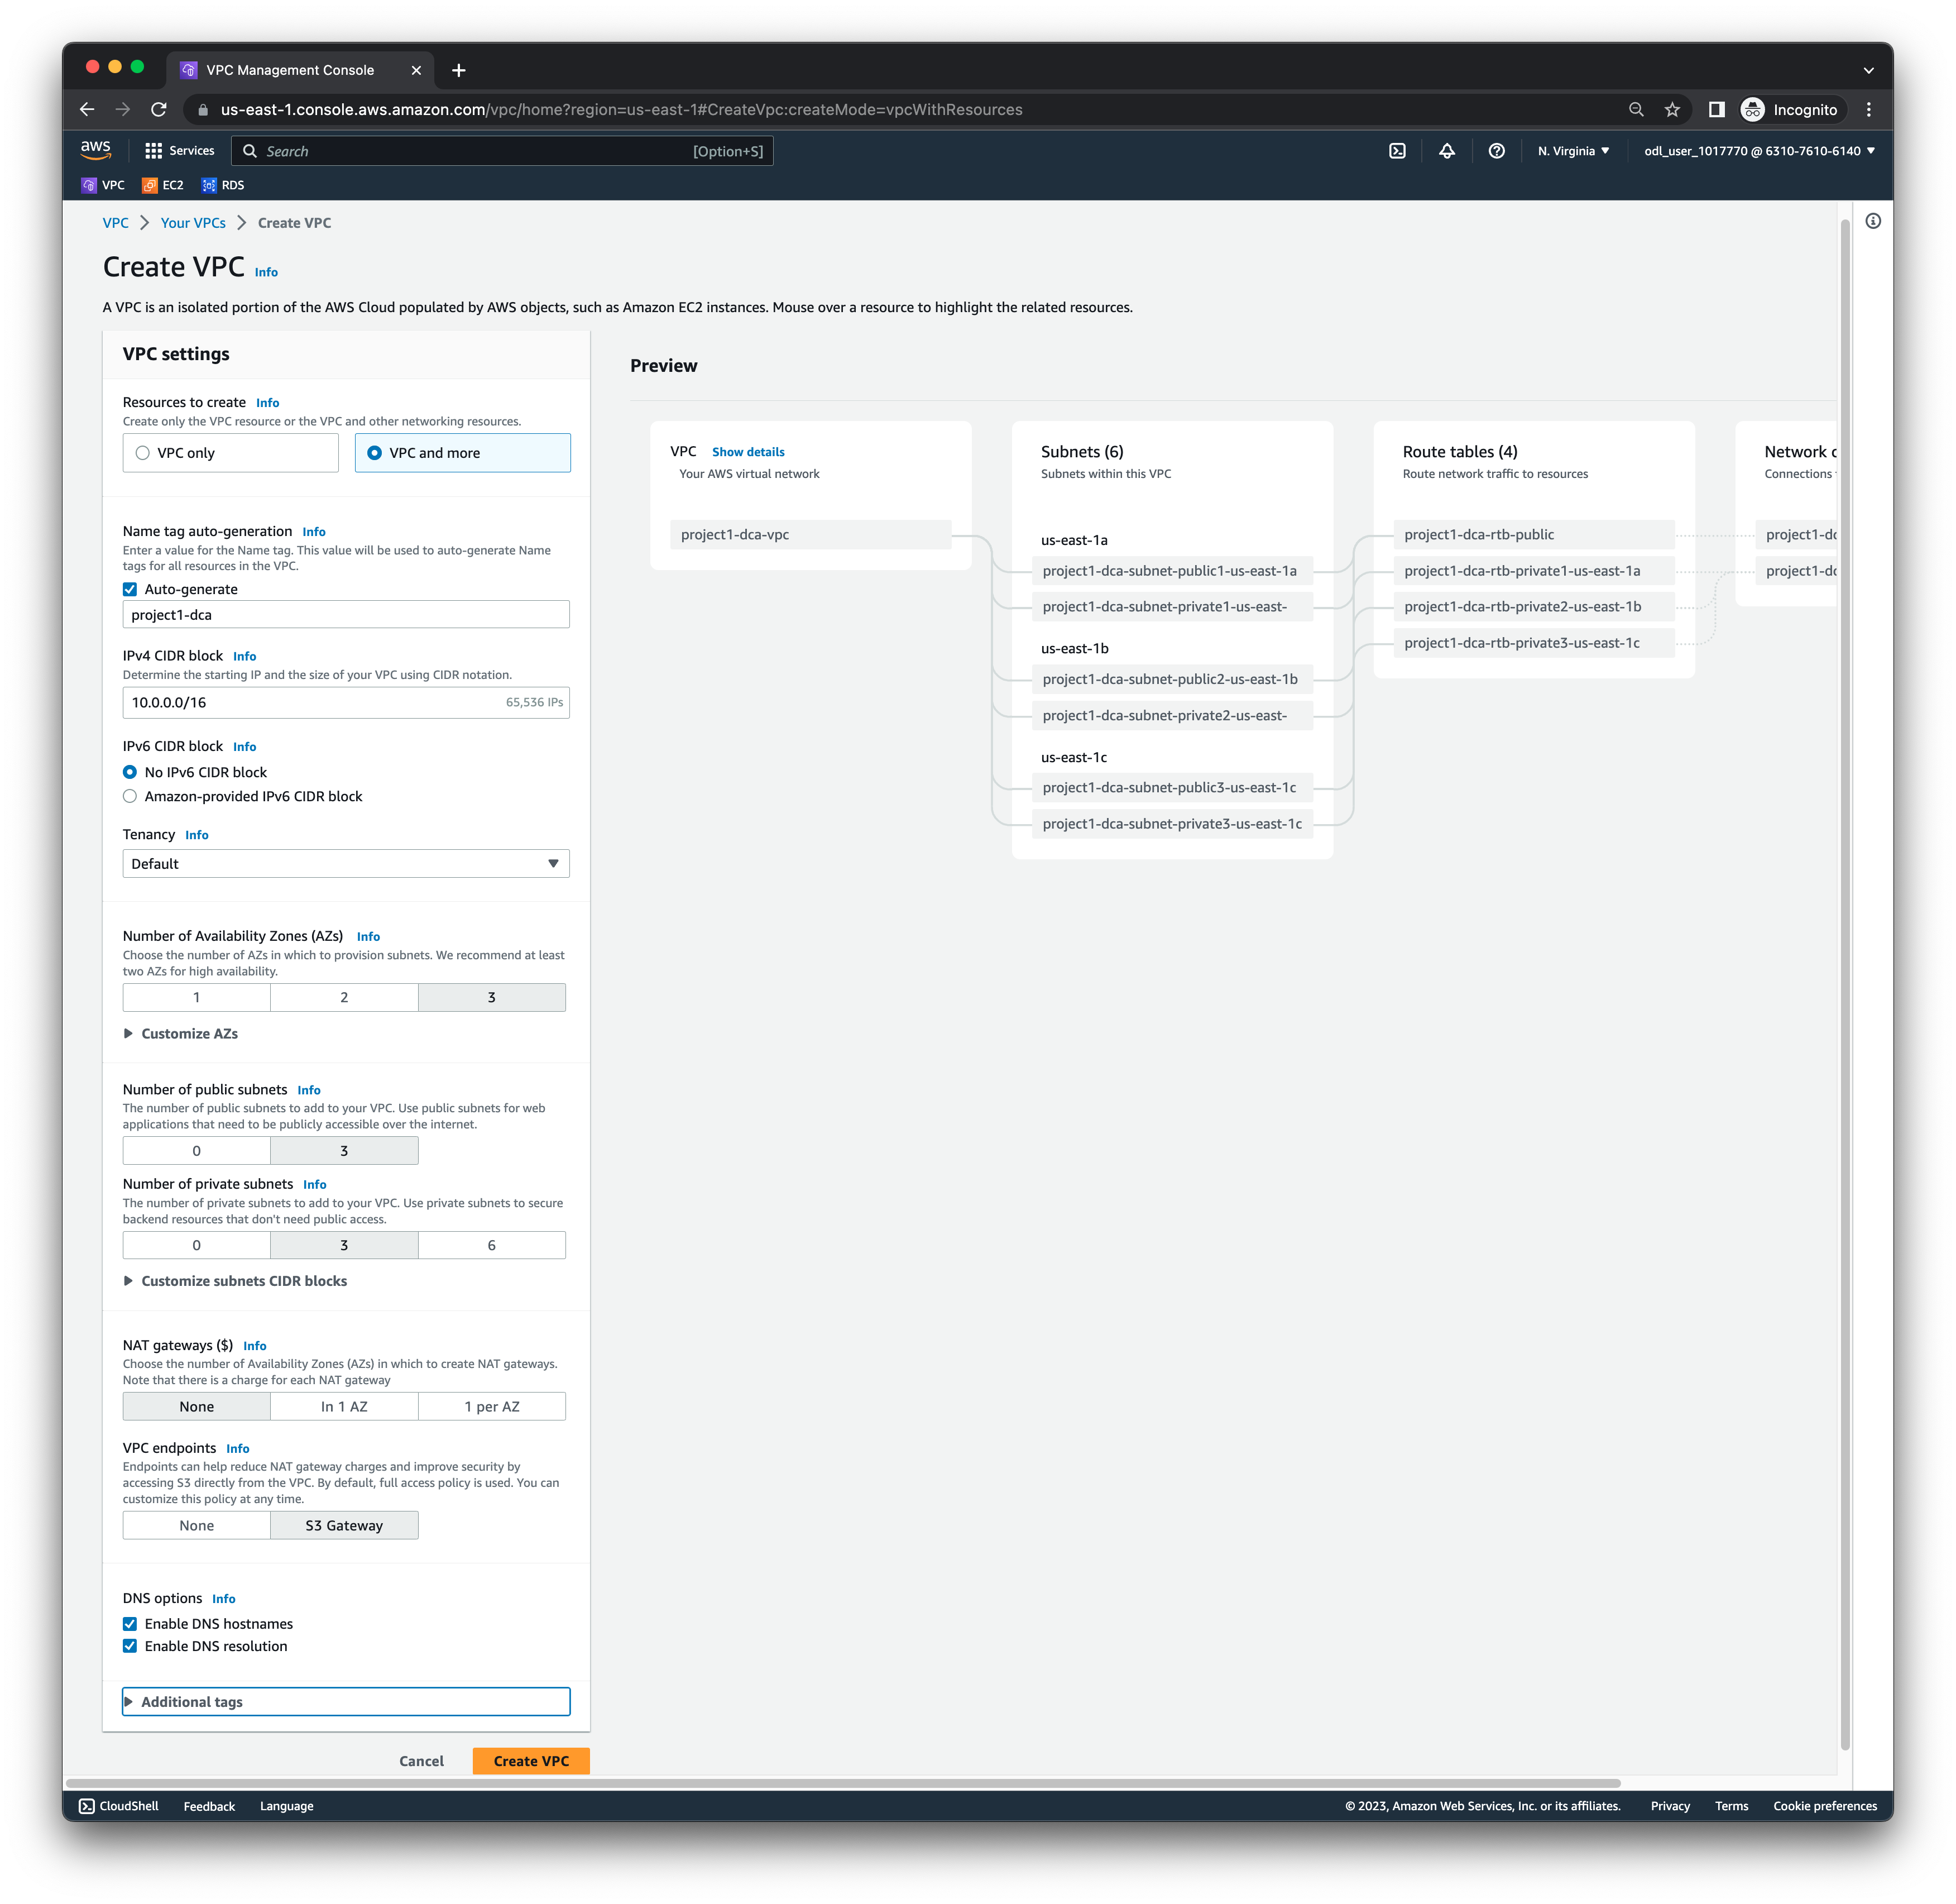 VPC Management Console
us-east-1.console.aws.amazon.com/vpc/home?region=us-east-1#CreateVpc:createMode=vpcWithResources
Incognito
aws
Services
Search
[Option+S]
N. Virginia
odl_user_1017770 @ 6310-7610-6140
VPC
EC2
RDS
VPC
Your VPCs
Create VPC
Create VPC Info
A VPC is an isolated portion of the AWS Cloud populated by AWS objects, such as Amazon EC2 instances. Mouse over a resource to highlight the related resources.
VPC settings
Resources to create Info
Create only the VPC resource or the VPC and other networking resources.
VPC only
VPC and more
Name tag auto-generation Info
Enter a value for the Name tag. This value will be used to auto-generate Name
tags for all resources in the VPC.
Auto-generate
project1-dca
IPv4 CIDR block Info
Determine the starting IP and the size of your VPC using CIDR notation.
10.0.0.0/16
65,536 IPs
IPv6 CIDR block Info
No IPv6 CIDR block
Amazon-provided IPv6 CIDR block
Tenancy Info
Default
Number of Availability Zones (AZs) Info
Choose the number of AZs in which to provision subnets. We recommend at least
two AZs for high availability.
1
2
3
Customize AZs
Number of public subnets Info
The number of public subnets to add to your VPC. Use public subnets for web
applications that need to be publicly accessible over the internet.
0
3
Number of private subnets Info
The number of private subnets to add to your VPC. Use private subnets to secure
backend resources that don't need public access.
0
3
6
Customize subnets CIDR blocks
NAT gateways ($) Info
Choose the number of Availability Zones (AZs) in which to create NAT gateways.
Note that there is a charge for each NAT gateway
None
In 1 AZ
1 per AZ
VPC endpoints Info
Endpoints can help reduce NAT gateway charges and improve security by
accessing S3 directly from the VPC. By default, full access policy is used. You can
customize this policy at any time.
None
S3 Gateway
DNS options Info
Enable DNS hostnames
Enable DNS resolution
Additional tags
Cancel
Create VPC
Preview
VPC Show details
Your AWS virtual network
project1-dca-vpc
Subnets (6)
Subnets within this VPC
us-east-1a
project1-dca-subnet-public1-us-east-1a
project1-dca-subnet-private1-us-east-
us-east-1b
project1-dca-subnet-public2-us-east-1b
project1-dca-subnet-private2-us-east-
us-east-1c
project1-dca-subnet-public3-us-east-1c
project1-dca-subnet-private3-us-east-1c
Route tables (4)
Route network traffic to resources
project1-dca-rtb-public
project1-dca-rtb-private1-us-east-1a
project1-dca-rtb-private2-us-east-1b
project1-dca-rtb-private3-us-east-1c
Network
Connections
project1-dc
project1-dc
CloudShell
Feedback
Language
© 2023, Amazon Web Services, Inc. or its affiliates.
Privacy
Terms
Cookie preferences